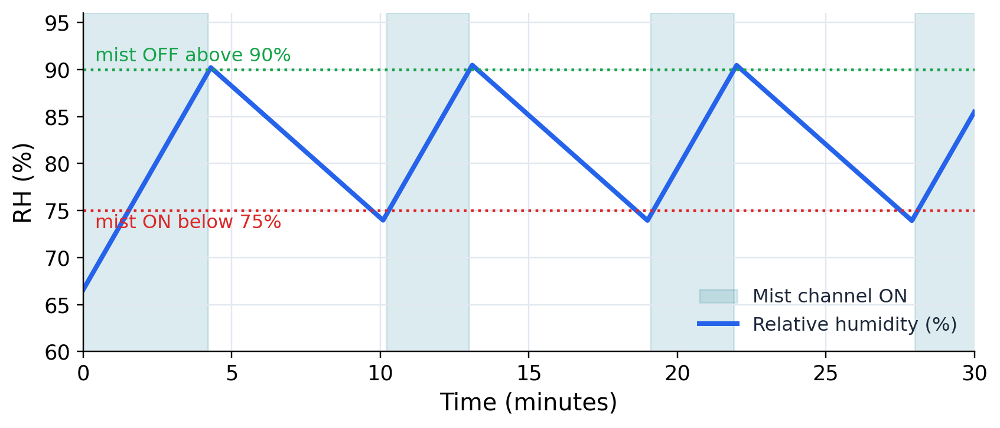 95
90
85
80
75
70
65
60
RH (%)
mist OFF above 90%
mist ON below 75%
Mist channel ON
Relative humidity (%)
0 5 10 15 20 25 30
Time (minutes)